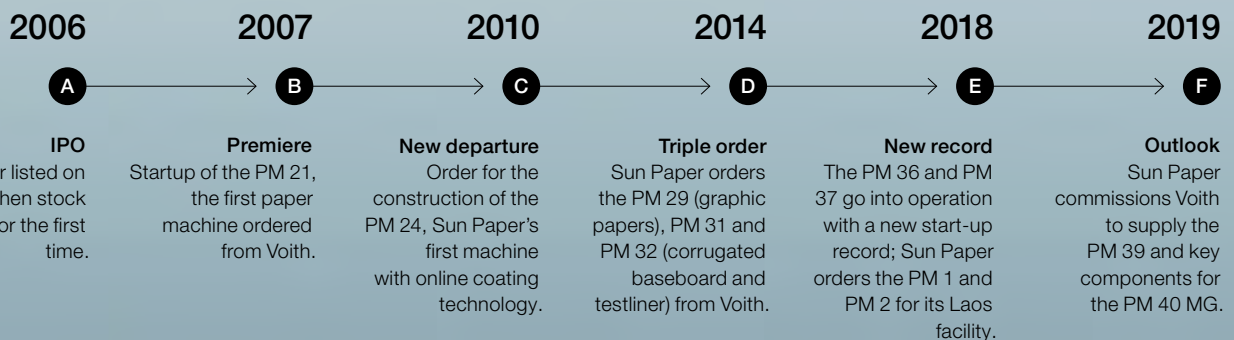 2006
2007
2010
2014
2018
2019
A
B
C
D
E
F
IPO
listed on
stock
the first
time.
Premiere
Startup of the PM 21,
the first paper
machine ordered
from Voith.
New departure
Order for the
construction of the
PM 24, Sun Paper’s
first machine
with online coating
technology.
Triple order
Sun Paper orders
the PM 29 (graphic
papers), PM 31 and
PM 32 (corrugated
baseboard and
testliner) from Voith.
New record
The PM 36 and PM
37 go into operation
with a new start-up
record; Sun Paper
orders the PM 1 and
PM 2 for its Laos
facility.
Outlook
Sun Paper
commissions Voith
to supply the
PM 39 and key
components for
the PM 40 MG.